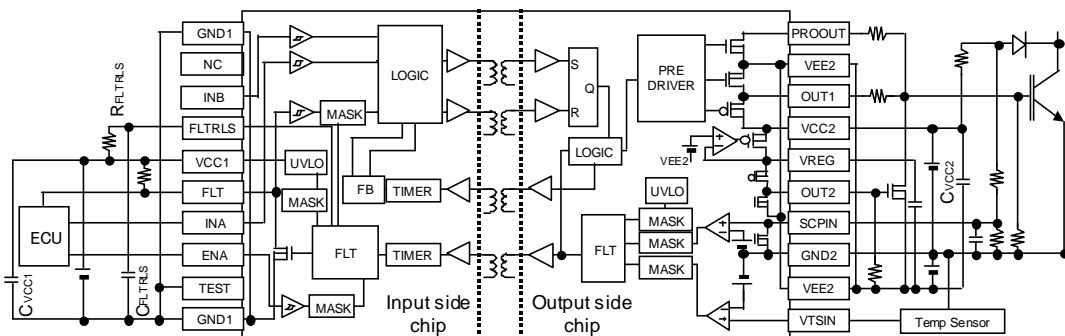 GND1
NC
INB
FLTRLS
VCC1
FLT
INA
ENA
TEST
GND1
RFLTRLS
ECU
CVCC1
CFLTRLS
LOGIC
MASK
UVLO
MASK
FB
TIMER
FLT
TIMER
MASK
Input side
chip
Output side
chip
S
Q
R
PRE
DRIVER
LOGIC
VEE2
UVLO
MASK
MASK
MASK
FLT
+
-
+
-
+
-
PROOUT
VEE2
OUT1
VCC2
VREG
OUT2
SCPIN
GND2
VEE2
VTSIN
CVCC2
Temp Sensor